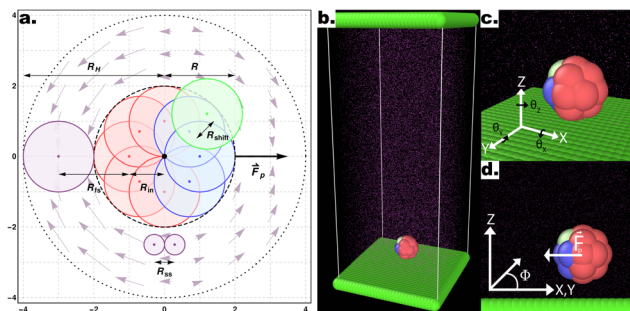 a.
4
2
0
-2
-4
-4
-2
0
2
4
R_H
R
R_shift
R_fs
R_in
F_p
R_ss
b.
c.
Z
θ_z
θ_y
Y
θ_x
X
d.
Z
F_p
Φ
X,Y